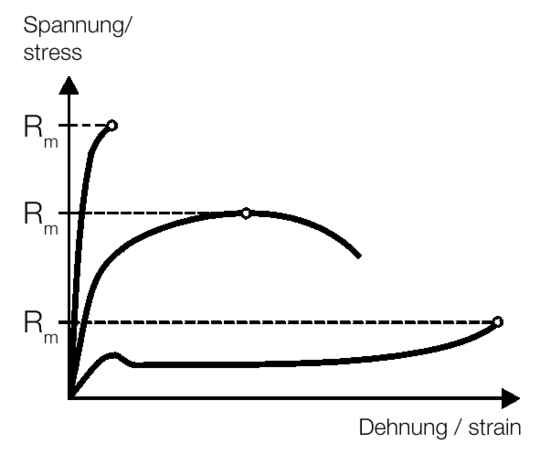 Spannung/
stress
Rm
Rm
Rm
Dehnung / strain